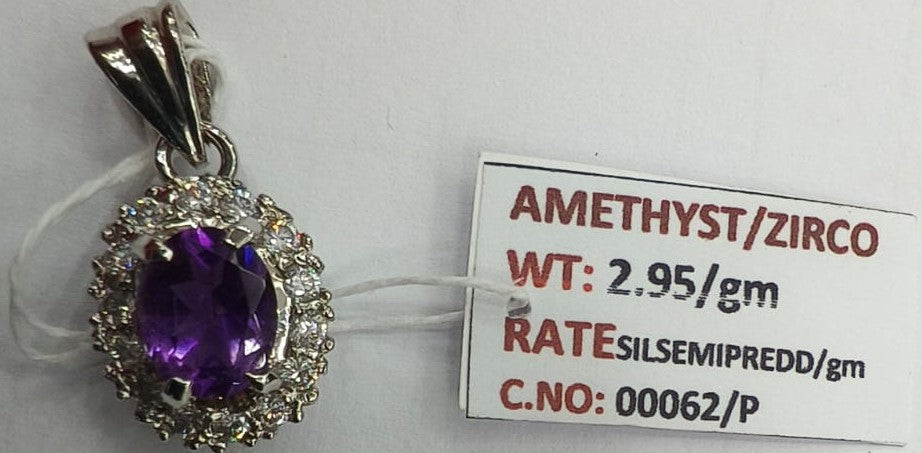 AMETHYST/ZIRCO
WT: 2.95/gm
RATESILSEMIPREDD/gm
C.NO: 00062/P